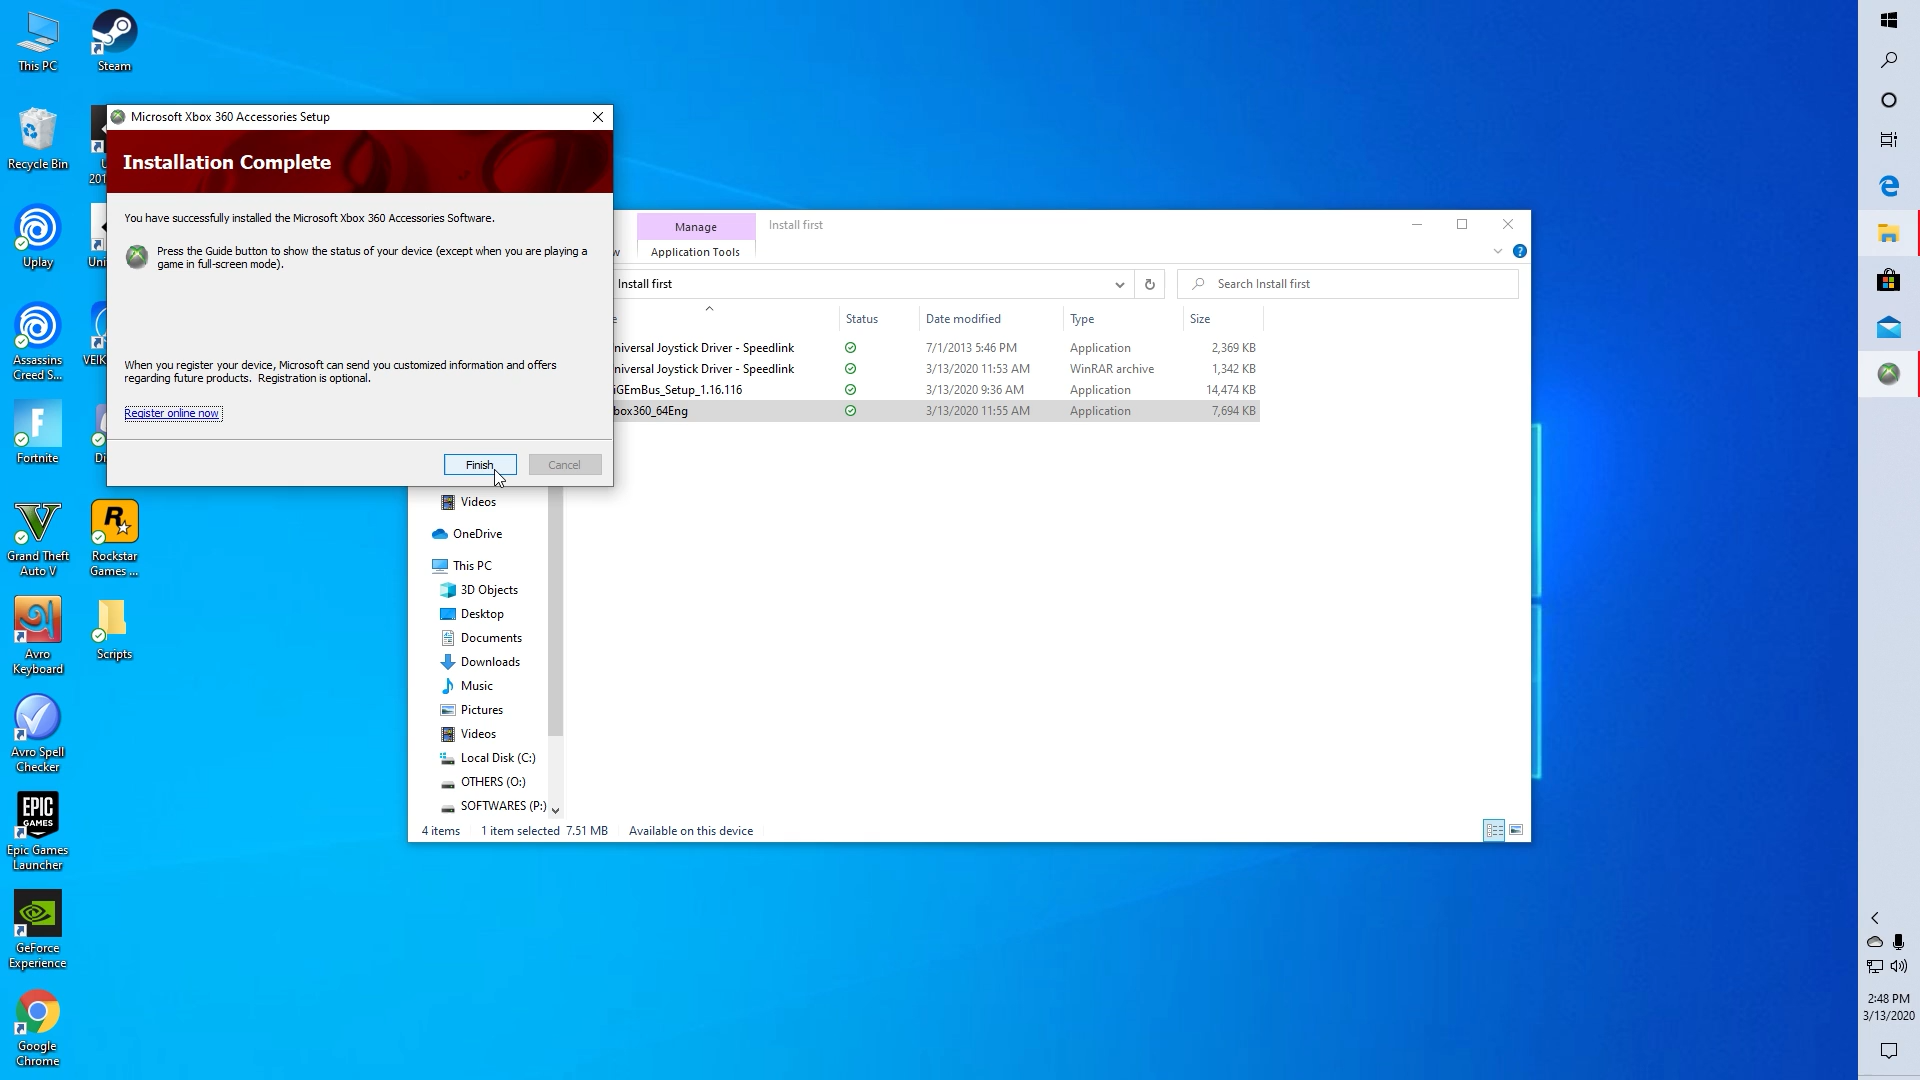 This PC
Steam
Recycle Bin
Uplay
Assassins
Creed S...
Fortnite
Grand Theft
Auto V
Rockstar
Games ...
Avro
Keyboard
Scripts
Avro Spell
Checker
EPIC
GAMES
Epic Games
Launcher
GeForce
Experience
Google
Chrome
Microsoft Xbox 360 Accessories Setup
Installation Complete
You have successfully installed the Microsoft Xbox 360 Accessories Software.
Press the Guide button to show the status of your device (except when you are playing a
game in full-screen mode).
When you register your device, Microsoft can send you customized information and offers
regarding future products. Registration is optional.
Register online now
Finish Cancel
Manage Install first
Application Tools
Install first
Search Install first
Status Date modified Type Size
niversal Joystick Driver - Speedlink 7/1/2013 5:46 PM Application 2,369 KB
niversal Joystick Driver - Speedlink 3/13/2020 11:53 AM WinRAR archive 1,342 KB
iGEmBus_Setup_1.16.116 3/13/2020 9:36 AM Application 14,474 KB
box360_64Eng 3/13/2020 11:55 AM Application 7,694 KB
Videos
OneDrive
This PC
3D Objects
Desktop
Documents
Downloads
Music
Pictures
Videos
Local Disk (C:)
OTHERS (O:)
SOFTWARES (P:)
4 items 1 item selected 7.51 MB Available on this device
2:48 PM
3/13/2020